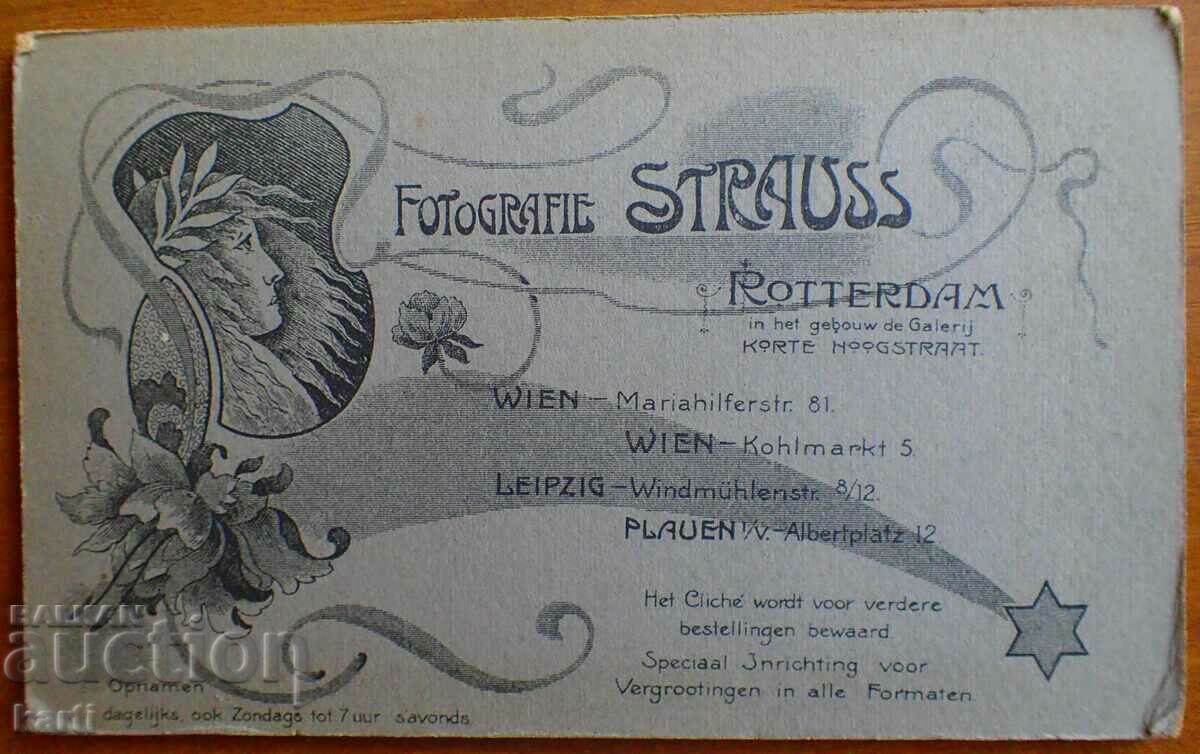 FOTOGRAFIE STRAUSS
ROTTERDAM
in het gebouw de Galerij
KORTE HOOGSTRAAT.
WIEN – Mariahilferstr. 81.
WIEN – Kohlmarkt 5.
LEIPZIG – Windmühlenstr. 8/12.
PLAUEN i/V. – Albertplatz 12
Het Cliché wordt voor verdere
bestellingen bewaard.
Speciaal Inrichting voor
Vergrootingen in alle Formaten.
Opnamen
dagelijks, ook Zondags tot 7 uur s'avonds.
БАЛКАН
auction
karti